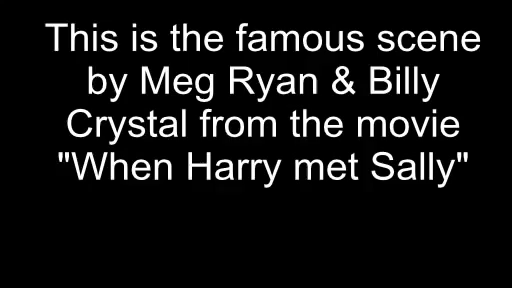 This is the famous scene
by Meg Ryan & Billy
Crystal from the movie
"When Harry met Sally"